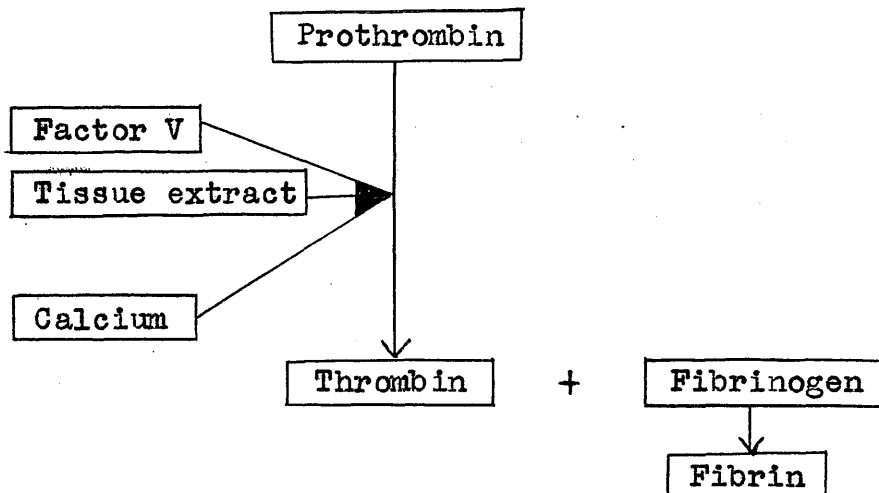 Prothrombin
Factor V
Tissue extract
Calcium
Thrombin + Fibrinogen
Fibrin